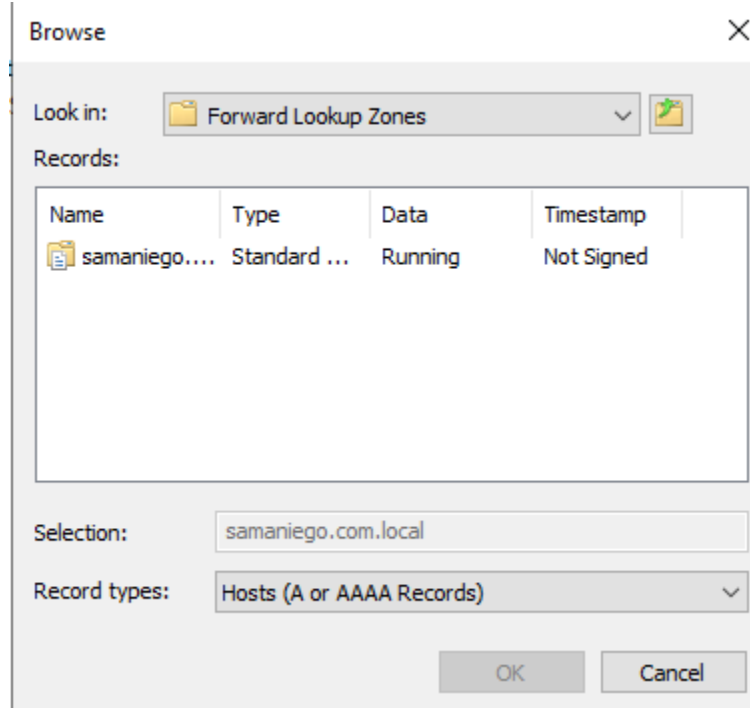 Browse
Look in: Forward Lookup Zones
Records:
Name Type Data Timestamp
samaniego.... Standard ... Running Not Signed
Selection: samaniego.com.local
Record types: Hosts (A or AAAA Records)
OK Cancel